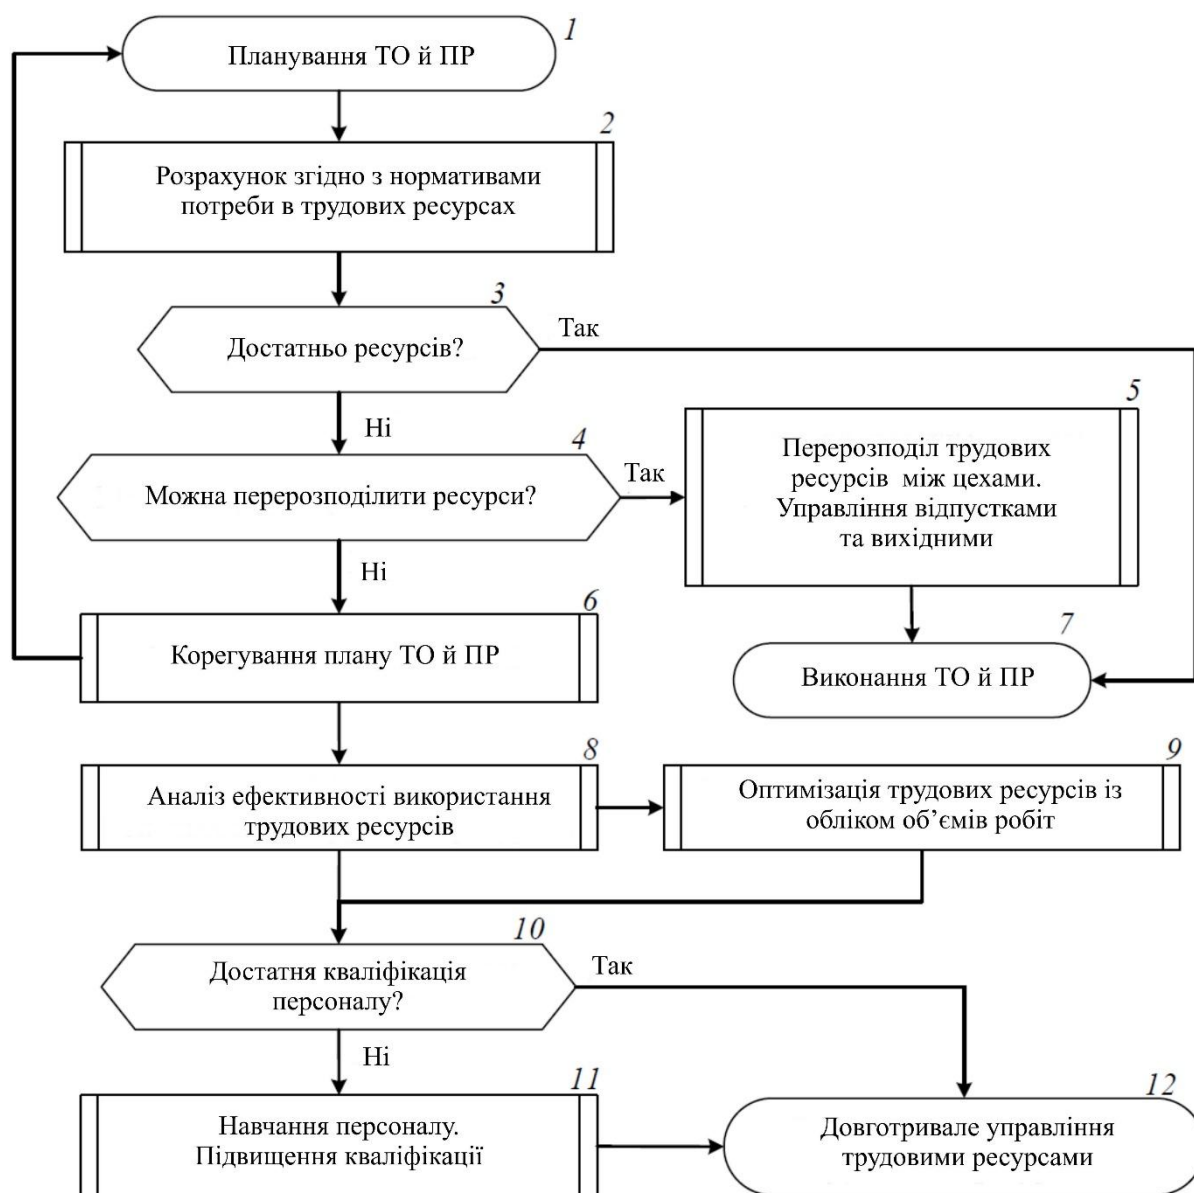 1
Планування ТО й ПР
2
Розрахунок згідно з нормативами
потреби в трудових ресурсах
3
Достатньо ресурсів?
Так
Ні
4
Можна перерозподілити ресурси?
Так
5
Перерозподіл трудових
ресурсів між цехами.
Управління відпустками
та вихідними
Ні
6
Корегування плану ТО й ПР
7
Виконання ТО й ПР
8
Аналіз ефективності використання
трудових ресурсів
9
Оптимізація трудових ресурсів із
обліком об’ємів робіт
10
Достатня кваліфікація
персоналу?
Так
Ні
11
Навчання персоналу.
Підвищення кваліфікації
12
Довготривале управління
трудовими ресурсами